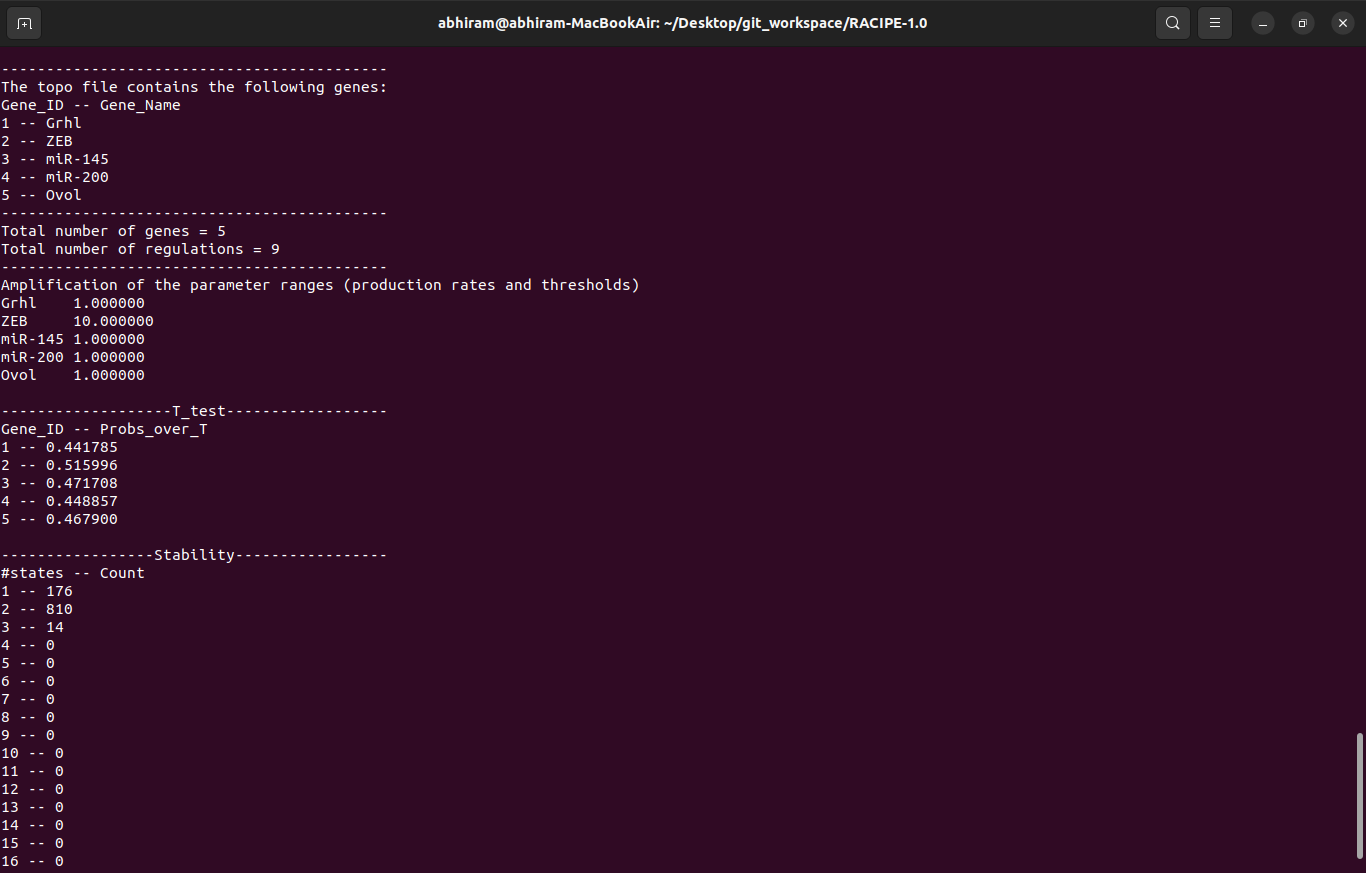 abhiram@abhiram-MacBookAir: ~/Desktop/git_workspace/RACIPE-1.0
-------------------------------------------
The topo file contains the following genes:
Gene_ID -- Gene_Name
1 -- Grhl
2 -- ZEB
3 -- miR-145
4 -- miR-200
5 -- Ovol
-------------------------------------------
Total number of genes = 5
Total number of regulations = 9
-------------------------------------------
Amplification of the parameter ranges (production rates and thresholds)
Grhl    1.000000
ZEB     10.000000
miR-145 1.000000
miR-200 1.000000
Ovol    1.000000
-------------------T_test------------------
Gene_ID -- Probs_over_T
1 -- 0.441785
2 -- 0.515996
3 -- 0.471708
4 -- 0.448857
5 -- 0.467900
-----------------Stability-----------------
#states -- Count
1 -- 176
2 -- 810
3 -- 14
4 -- 0
5 -- 0
6 -- 0
7 -- 0
8 -- 0
9 -- 0
10 -- 0
11 -- 0
12 -- 0
13 -- 0
14 -- 0
15 -- 0
16 -- 0